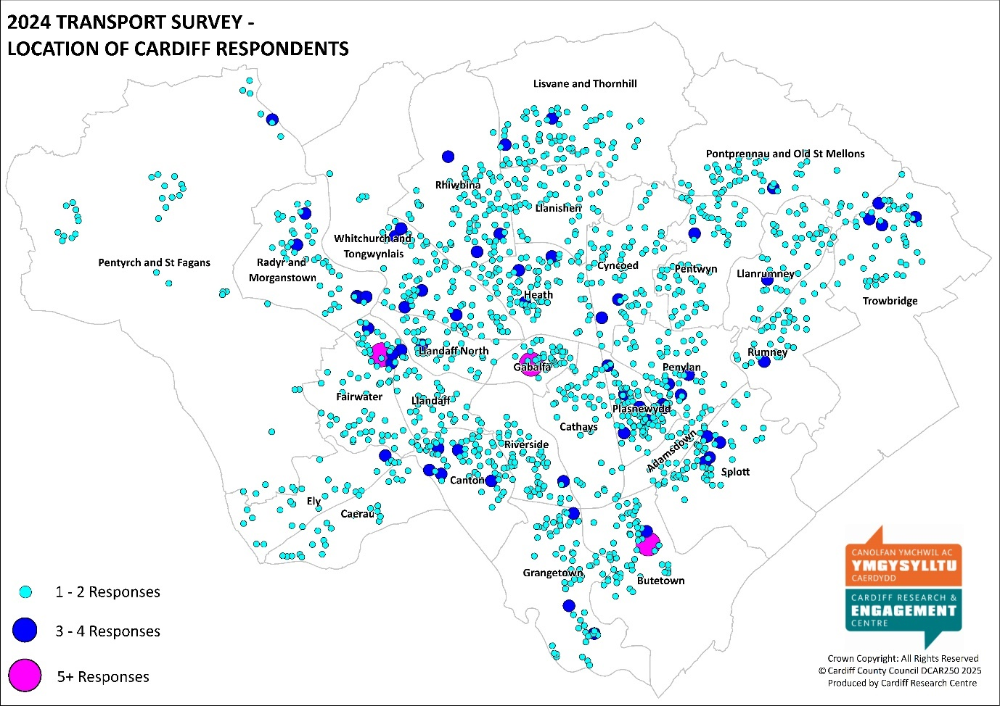 2024 TRANSPORT SURVEY -
LOCATION OF CARDIFF RESPONDENTS
Lisvane and Thornhill
Pontprennau and Old St Mellons
Rhiwbina
Llanishen
Whitchurch and
Tongwynlais
Pentyrch and St Fagans
Radyr and
Morganstown
Cyncoed
Pentwyn
Llanrumney
Heath
Trowbridge
Llandaff North
Rumney
Gabalfa
Penylan
Fairwater
Llandaff
Plasnewydd
Cathays
Riverside
Adamsdown
Splott
Canton
Ely
Caerau
Grangetown
Butetown
1 - 2 Responses
3 - 4 Responses
5+ Responses
CANOLFAN YMCHWIL AC
YMGYSYLLTU
CAERDYDD
CARDIFF RESEARCH &
ENGAGEMENT
CENTRE
Crown Copyright: All Rights Reserved
© Cardiff County Council DCAR250 2025
Produced by Cardiff Research Centre